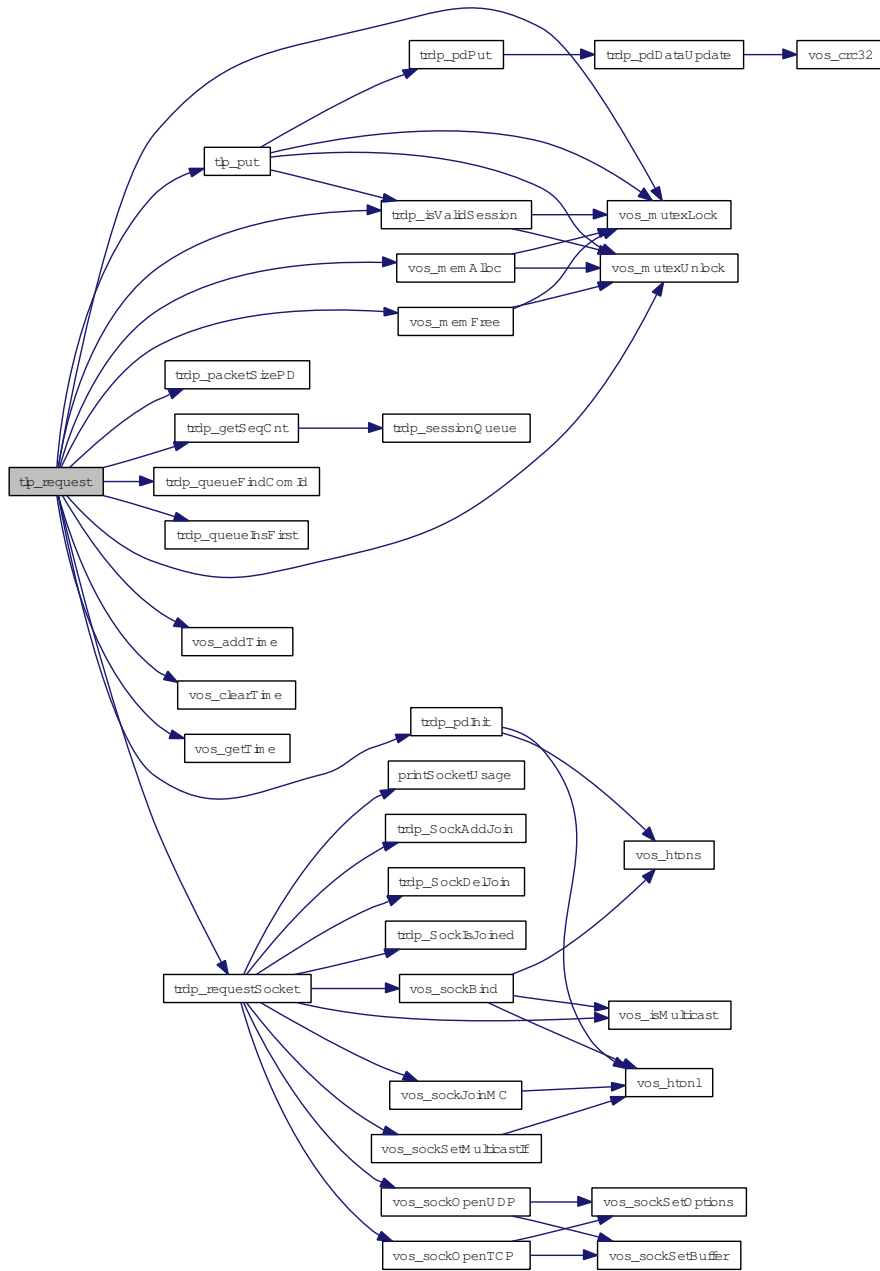 trdp_pdPut
trdp_pdDataUpdate
vos_crc32
tlp_put
trdp_isValidSession
vos_mutexLock
vos_memAlloc
vos_mutexUnlock
vos_memFree
trdp_packetSizePD
trdp_getSeqCnt
trdp_sessionQueue
tlp_request
trdp_queueFindComId
trdp_queueInsFirst
vos_addTime
vos_clearTime
trdp_pdInit
vos_getTime
printSocketUsage
trdp_SockAddJoin
vos_htons
trdp_SockDelJoin
trdp_SockIsJoined
trdp_requestSocket
vos_sockBind
vos_isMulticast
vos_htonl
vos_sockJoinMC
vos_sockSetMulticastIf
vos_sockOpenUDP
vos_sockSetOptions
vos_sockOpenTCP
vos_sockSetBuffer